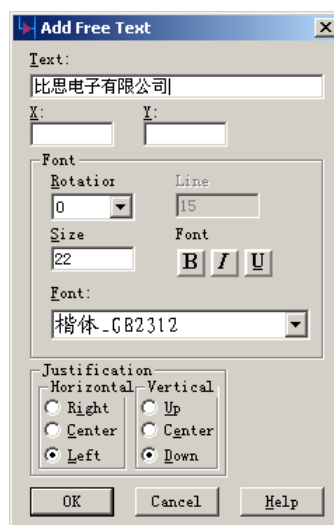 Add Free Text
Text:
比思电子有限公司
X: Y:
Font
Rotatior Line
0 15
Size Font
22 B I U
Font:
楷体_GB2312
Justification
Horizontal Vertical
Right Up
Center Center
Left Down
OK Cancel Help